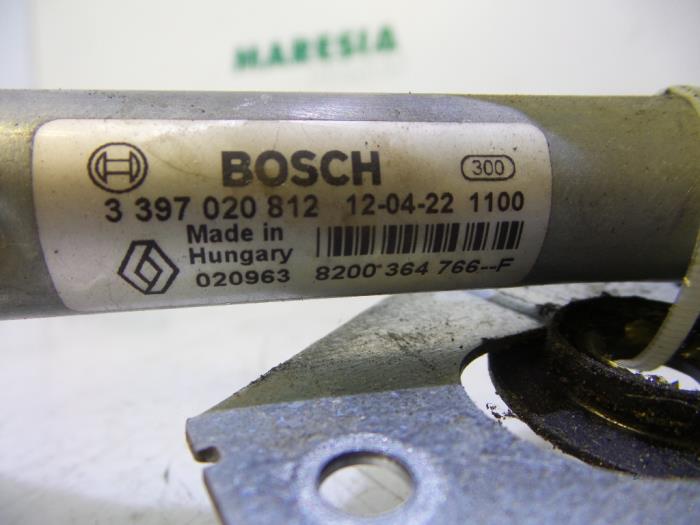 MARESIA
BOSCH 300
3 397 020 812 12-04-22 1100
Made in
Hungary
020963 8200 364 766--F